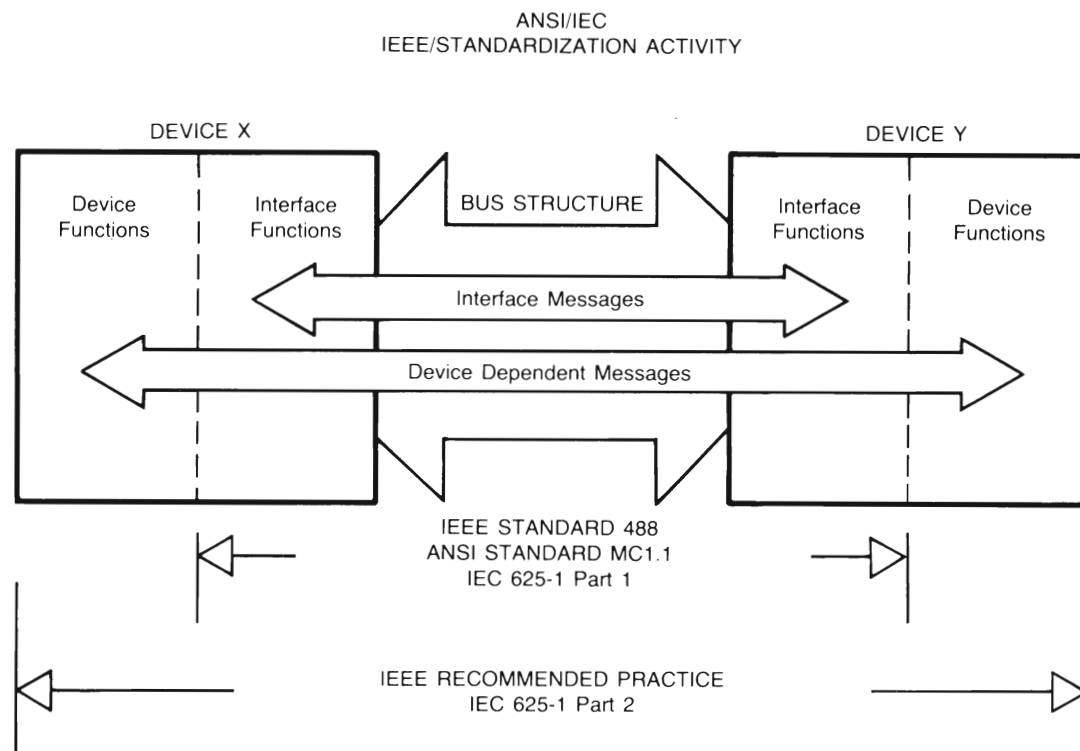 ANSI/IEC
IEEE/STANDARDIZATION ACTIVITY
DEVICE X
DEVICE Y
Device
Functions
Interface
Functions
BUS STRUCTURE
Interface
Functions
Device
Functions
Interface Messages
Device Dependent Messages
IEEE STANDARD 488
ANSI STANDARD MC1.1
IEC 625-1 Part 1
IEEE RECOMMENDED PRACTICE
IEC 625-1 Part 2